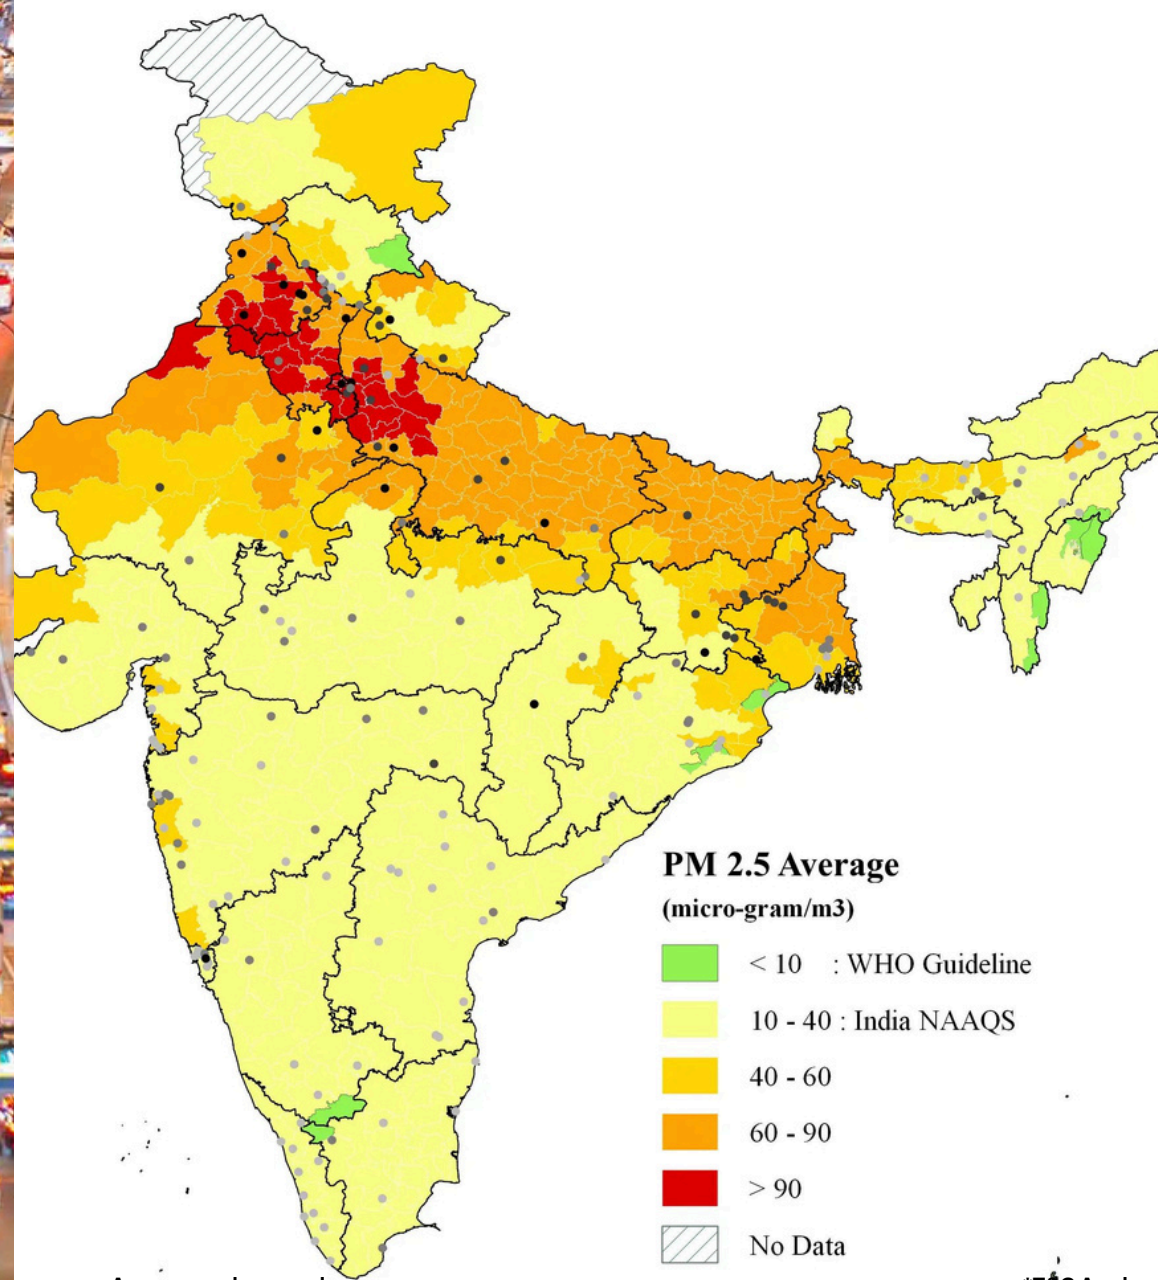 PM 2.5 Average
(micro-gram/m3)
< 10 : WHO Guideline
10 - 40 : India NAAQS
40 - 60
60 - 90
> 90
No Data